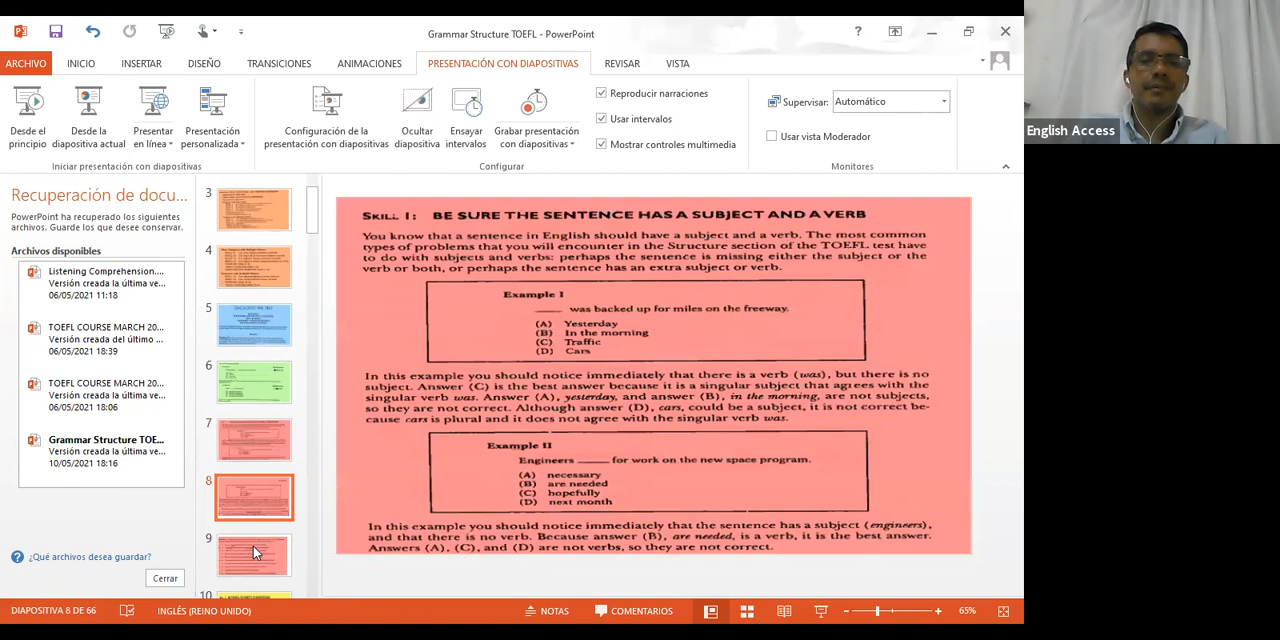 Grammar Structure TOEFL - PowerPoint
?
ARCHIVO
INICIO
INSERTAR
DISEÑO
TRANSICIONES
ANIMACIONES
PRESENTACIÓN CON DIAPOSITIVAS
REVISAR
VISTA
Desde el
principio
Desde la
diapositiva actual
Presentar
en línea
Presentación
personalizada
Iniciar presentación con diapositivas
Configuración de la
presentación con diapositivas
Ocultar
diapositiva
Ensayar
intervalos
Grabar presentación
con diapositivas
Reproducir narraciones
Usar intervalos
Mostrar controles multimedia
Configurar
Supervisar:
Automático
Usar vista Moderador
Monitores
English Access
Recuperación de docu...
PowerPoint ha recuperado los siguientes
archivos. Guarde los que desee conservar.
Archivos disponibles
Listening Comprehension....
Versión creada la última ve...
06/05/2021 11:18
TOEFL COURSE MARCH 20...
Versión creada del último ...
06/05/2021 18:39
TOEFL COURSE MARCH 20...
Versión creada la última ve...
06/05/2021 18:06
Grammar Structure TOE...
Versión creada la última ve...
10/05/2021 18:16
¿Qué archivos desea guardar?
Cerrar
3
4
5
6
7
8
9
10
SKILL 1: BE SURE THE SENTENCE HAS A SUBJECT AND A VERB
You know that a sentence in English should have a subject and a verb. The most common
types of problems that you will encounter in the Structure section of the TOEFL test have
to do with subjects and verbs: perhaps the sentence is missing either the subject or the
verb or both, or perhaps the sentence has an extra subject or verb.
Example I
_____ was backed up for miles on the freeway.
(A) Yesterday
(B) In the morning
(C) Traffic
(D) Cars
In this example you should notice immediately that there is a verb (was), but there is no
subject. Answer (C) is the best answer because it is a singular subject that agrees with the
singular verb was. Answer (A), yesterday, and answer (B), in the morning, are not subjects,
so they are not correct. Although answer (D), cars, could be a subject, it is not correct be-
cause cars is plural and it does not agree with the singular verb was.
Example II
Engineers _____ for work on the new space program.
(A) necessary
(B) are needed
(C) hopefully
(D) next month
In this example you should notice immediately that the sentence has a subject (engineers),
and that there is no verb. Because answer (B), are needed, is a verb, it is the best answer.
Answers (A), (C), and (D) are not verbs, so they are not correct.
DIAPOSITIVA 8 DE 66
INGLÉS (REINO UNIDO)
NOTAS
COMENTARIOS
65%